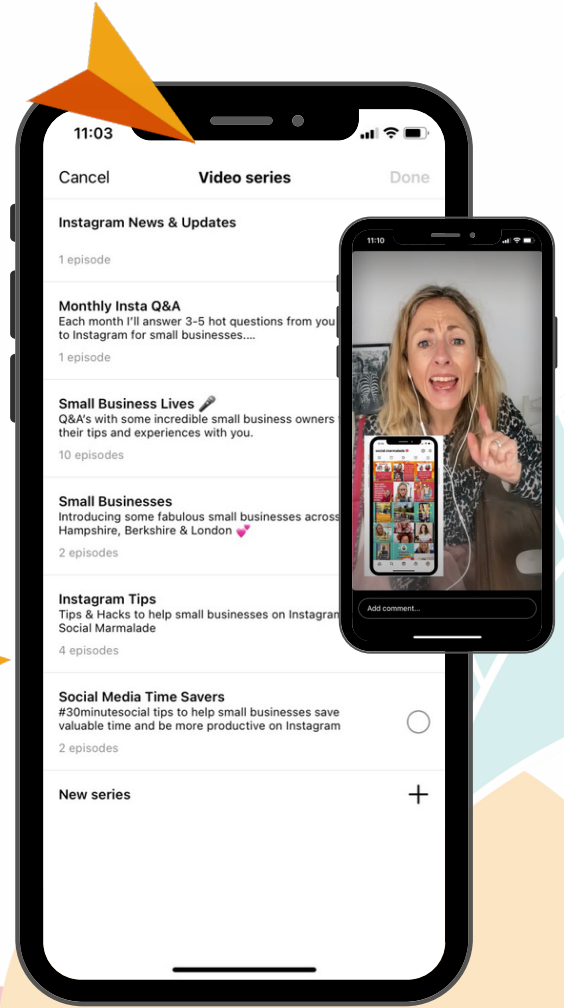 11:03
Cancel
Video series
Done
Instagram News & Updates
1 episode
Monthly Insta Q&A
Each month I'll answer 3-5 hot questions from you
to Instagram for small businesses....
1 episode
Small Business Lives 🎤
Q&A's with some incredible small business owners
their tips and experiences with you.
10 episodes
Small Businesses
Introducing some fabulous small businesses across
Hampshire, Berkshire & London 💕
2 episodes
Instagram Tips
Tips & Hacks to help small businesses on Instagram
Social Marmalade
4 episodes
Social Media Time Savers
#30minutesocial tips to help small businesses save
valuable time and be more productive on Instagram
2 episodes
New series
11:10
social.marmalade
Add comment...